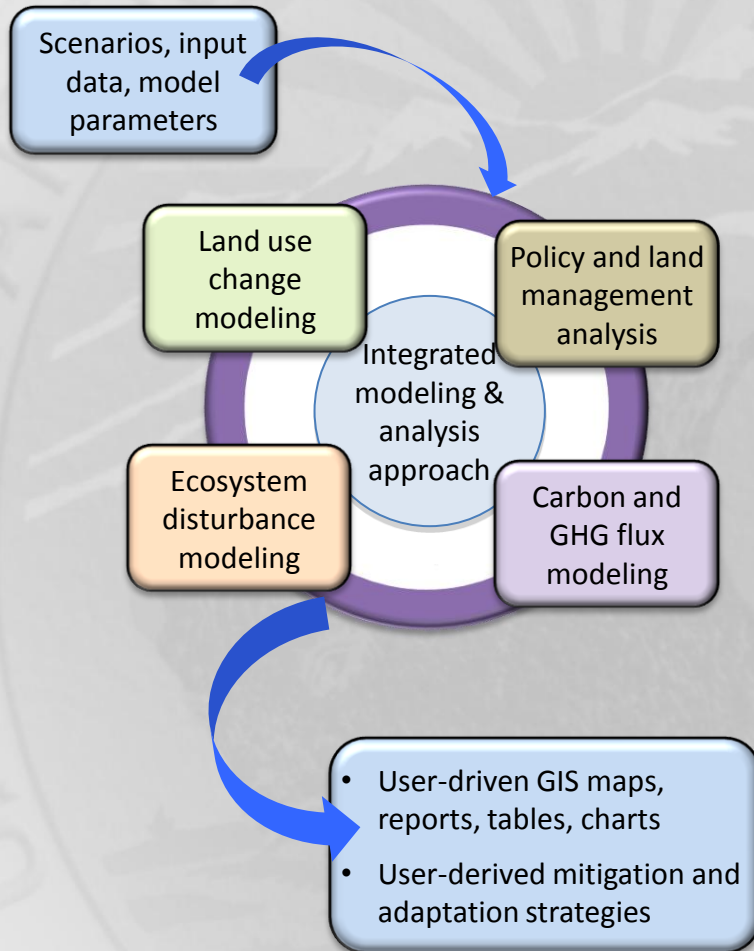 Scenarios, input
data, model
parameters
Land use
change
modeling
Policy and land
management
analysis
Integrated
modeling &
analysis
approach
Ecosystem
disturbance
modeling
Carbon and
GHG flux
modeling
• User-driven GIS maps,
reports, tables, charts
• User-derived mitigation and
adaptation strategies